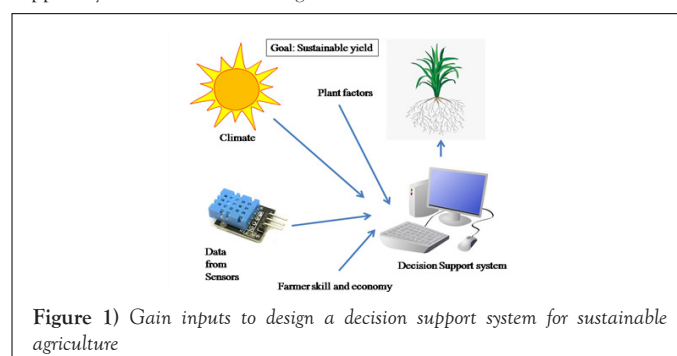 Goal: Sustainable yield
Plant factors
Climate
Data
from
Sensors
Decision Support system
Farmer skill and economy
Figure 1) Gain inputs to design a decision support system for sustainable
agriculture